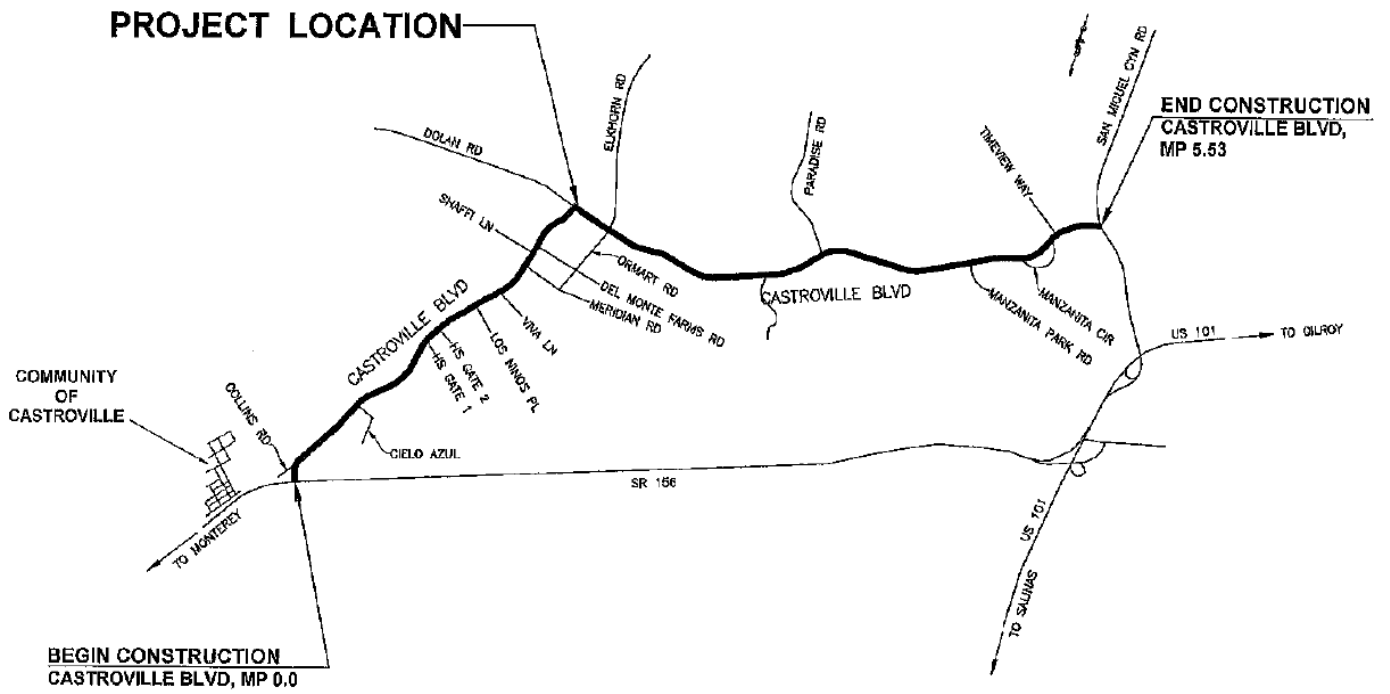 PROJECT LOCATION
SAN MIGUEL CYN RD
END CONSTRUCTION
CASTROVILLE BLVD,
MP 5.53
ELKHORN RD
DOLAN RD
PARADISE RD
TIMEVIEW WAY
SHAFFI LN
ORMART RD
DEL MONTE FARMS RD
MERIDIAN RD
CASTROVILLE BLVD
MANZANITA CIR
MANZANITA PARK RD
CASTROVILLE BLVD
VIVA LN
LOS NINOS PL
HS GATE 2
HS GATE 1
US 101
TO GILROY
COMMUNITY
OF
CASTROVILLE
COLLINS RD
CIELO AZUL
SR 156
TO MONTEREY
US 101
TO SALINAS
BEGIN CONSTRUCTION
CASTROVILLE BLVD, MP 0.0